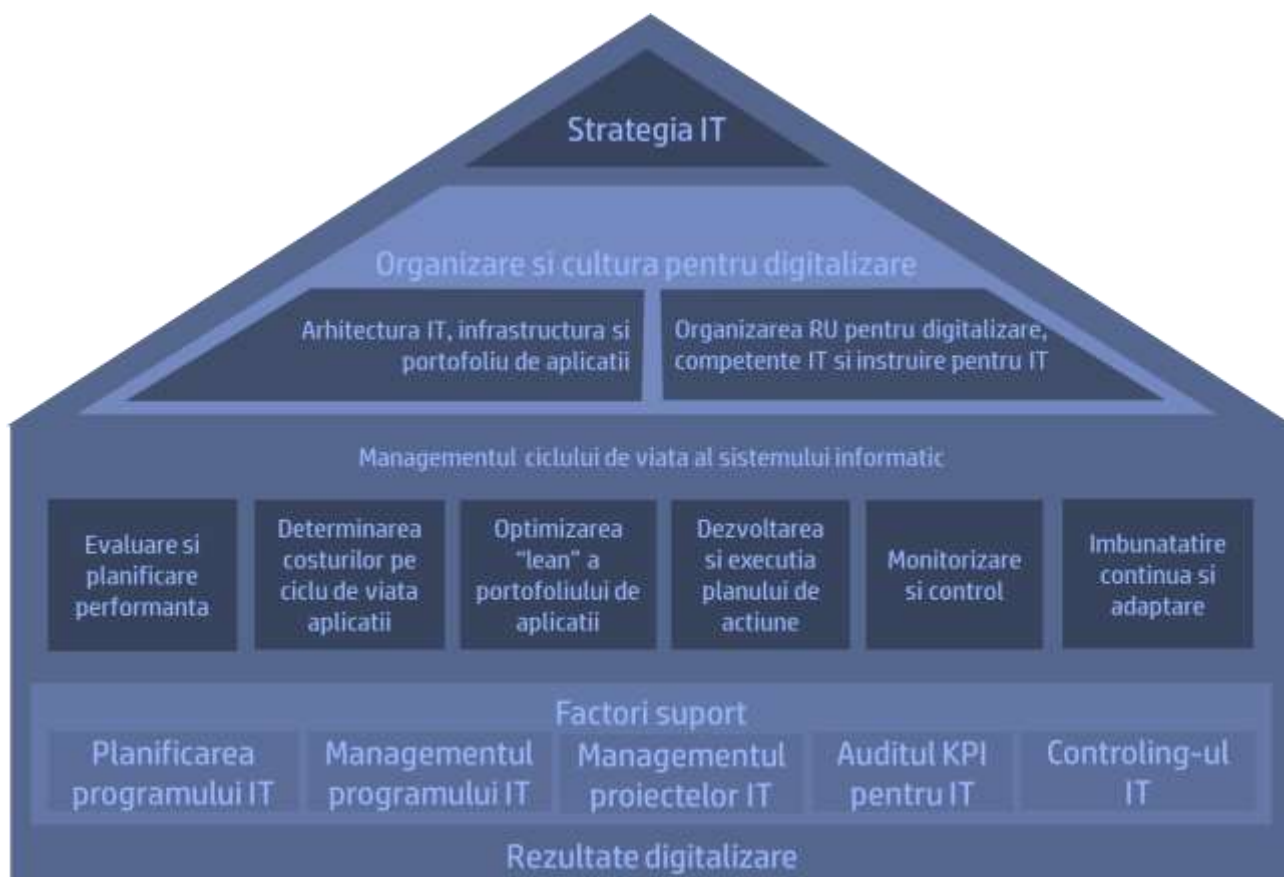 Strategia IT
Organizare si cultura pentru digitalizare
Arhitectura IT, infrastructura si
portofoliu de aplicatii
Organizarea RU pentru digitalizare,
competente IT si instruire pentru IT
Managementul ciclului de viata al sistemului informatic
Evaluare si
planificare
performanta
Determinarea
costurilor pe
ciclu de viata
aplicatii
Optimizarea
“lean” a
portofoliului de
aplicatii
Dezvoltarea
si executia
planului de
actiune
Monitorizare
si control
Imbunatatire
continua si
adaptare
Factori suport
Planificarea
programului IT
Managementul
programului IT
Managementul
proiectelor IT
Auditul KPI
pentru IT
Controling-ul
IT
Rezultate digitalizare